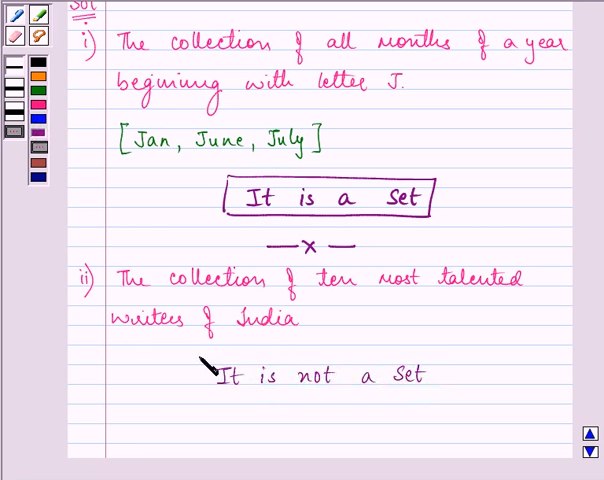 Sol
i) The collection of all months of a year
begining with letter J.
[Jan, June, July]
It is a set
—x—
ii) The collection of ten most talented
writers of India
It is not a set